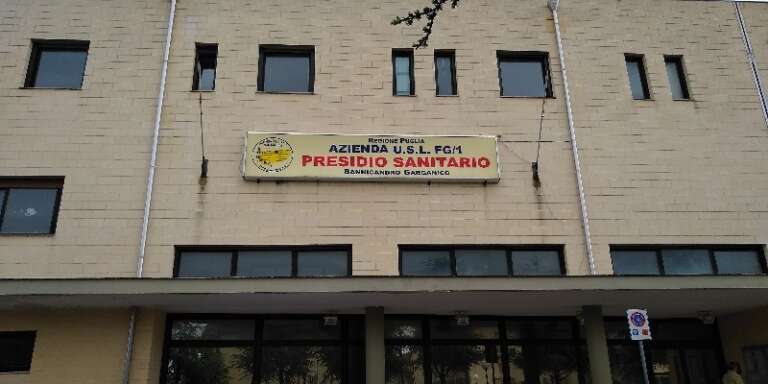 REGIONE PUGLIA
AZIENDA U.S.L. FG/1
PRESIDIO SANITARIO
SANNICANDRO GARGANICO